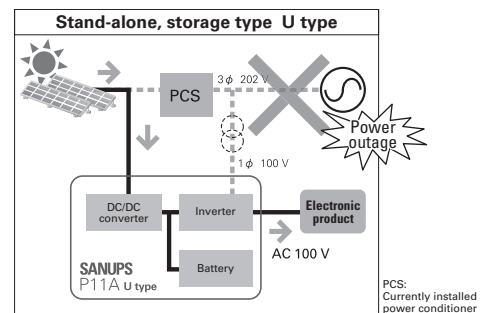 Stand-alone, storage type U type
PCS
3ϕ 202 V
Power
outage
1ϕ 100 V
DC/DC
converter
Inverter
Electronic
product
AC 100 V
Battery
SANUPS
P11A U type
PCS:
Currently installed
power conditioner